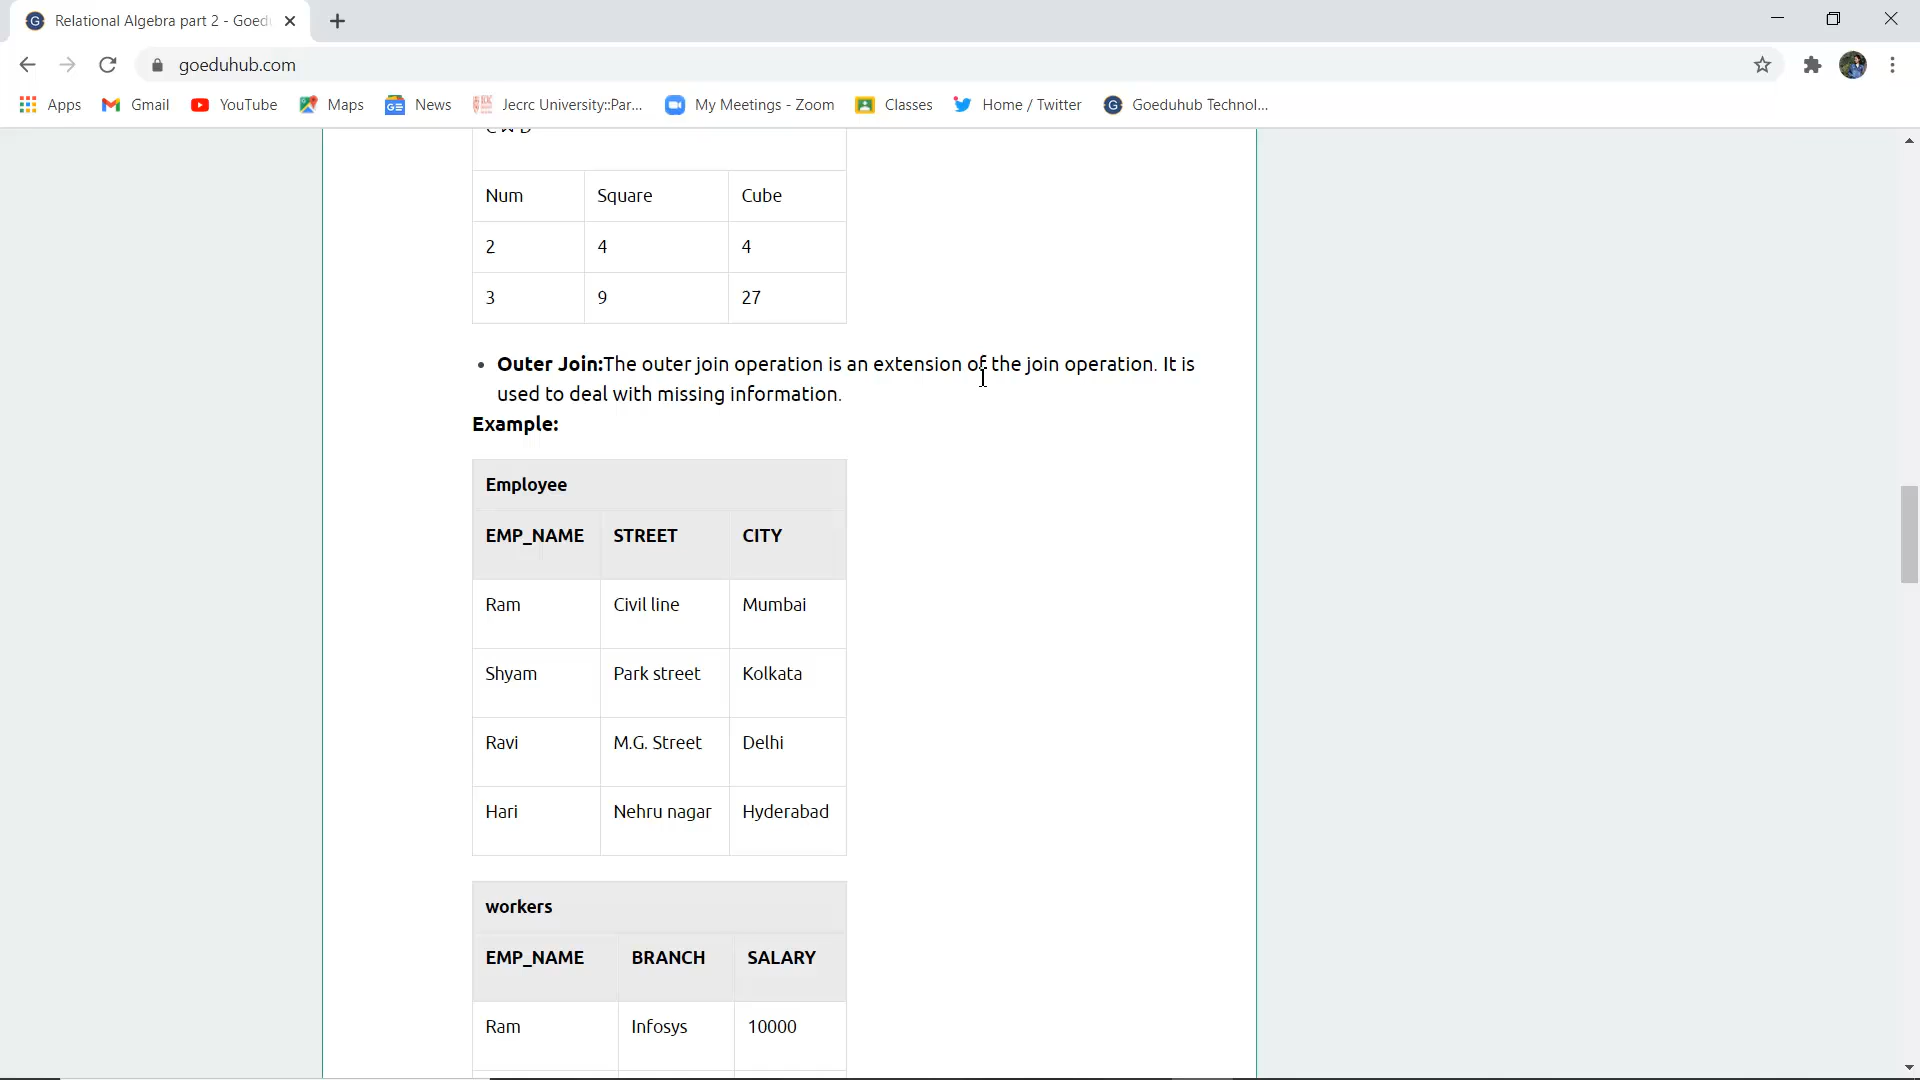 Relational Algebra part 2 - Goed
goeduhub.com
Apps Gmail YouTube Maps News Jecrc University::Par... My Meetings - Zoom Classes Home / Twitter Goeduhub Technol...
C ⋈ D
Num Square Cube
2 4 4
3 9 27
• Outer Join:The outer join operation is an extension of the join operation. It is
used to deal with missing information.
Example:
Employee
EMP_NAME STREET CITY
Ram Civil line Mumbai
Shyam Park street Kolkata
Ravi M.G. Street Delhi
Hari Nehru nagar Hyderabad
workers
EMP_NAME BRANCH SALARY
Ram Infosys 10000